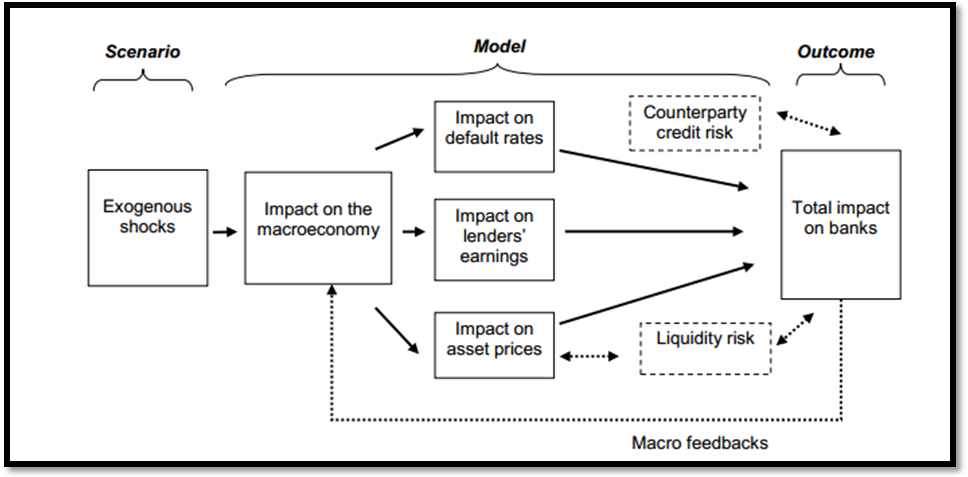 Scenario
Model
Outcome
Exogenous
shocks
Impact on the
macroeconomy
Impact on
default rates
Impact on
lenders'
earnings
Impact on
asset prices
Counterparty
credit risk
Liquidity risk
Total impact
on banks
Macro feedbacks